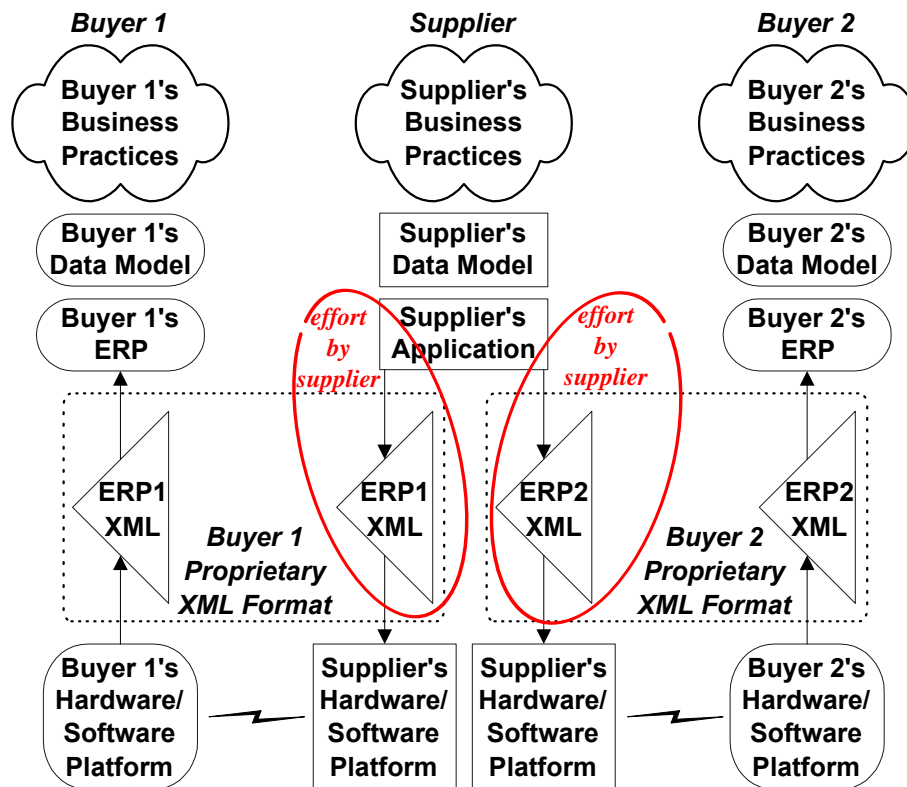 Buyer 1
Supplier
Buyer 2
Buyer 1's
Business
Practices
Supplier's
Business
Practices
Buyer 2's
Business
Practices
Buyer 1's
Data Model
Supplier's
Data Model
Buyer 2's
Data Model
Buyer 1's
ERP
effort
by
supplier
Supplier's
Application
effort
by
supplier
Buyer 2's
ERP
ERP1
XML
Buyer 1
Proprietary
XML Format
ERP1
XML
ERP2
XML
Buyer 2
Proprietary
XML Format
ERP2
XML
Buyer 1's
Hardware/
Software
Platform
Supplier's
Hardware/
Software
Platform
Supplier's
Hardware/
Software
Platform
Buyer 2's
Hardware/
Software
Platform